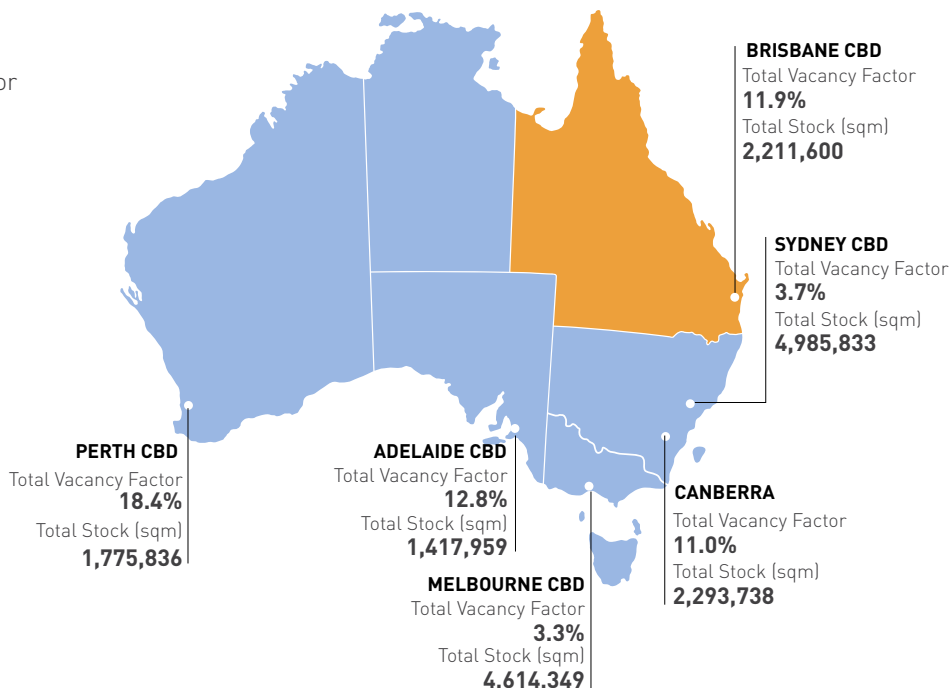 or
BRISBANE CBD
Total Vacancy Factor
11.9%
Total Stock (sqm)
2,211,600
SYDNEY CBD
Total Vacancy Factor
3.7%
Total Stock (sqm)
4,985,833
PERTH CBD
Total Vacancy Factor
18.4%
Total Stock (sqm)
1,775,836
ADELAIDE CBD
Total Vacancy Factor
12.8%
Total Stock (sqm)
1,417,959
CANBERRA
Total Vacancy Factor
11.0%
Total Stock (sqm)
2,293,738
MELBOURNE CBD
Total Vacancy Factor
3.3%
Total Stock (sqm)
4,614,349